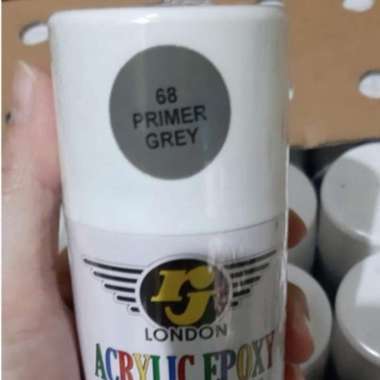 68
PRIMER
GREY
rj
LONDON
ACRYLIC EPOXY